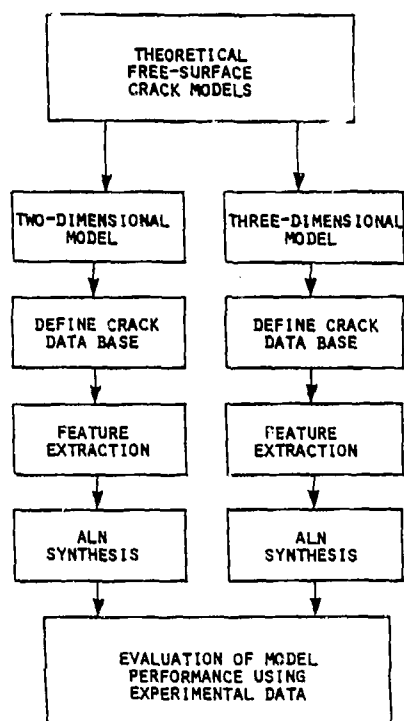 THEORETICAL
FREE-SURFACE
CRACK MODELS
TWO-DIMENSIONAL
MODEL
THREE-DIMENSIONAL
MODEL
DEFINE CRACK
DATA BASE
DEFINE CRACK
DATA BASE
FEATURE
EXTRACTION
FEATURE
EXTRACTION
ALN
SYNTHESIS
ALN
SYNTHESIS
EVALUATION OF MODEL
PERFORMANCE USING
EXPERIMENTAL DATA